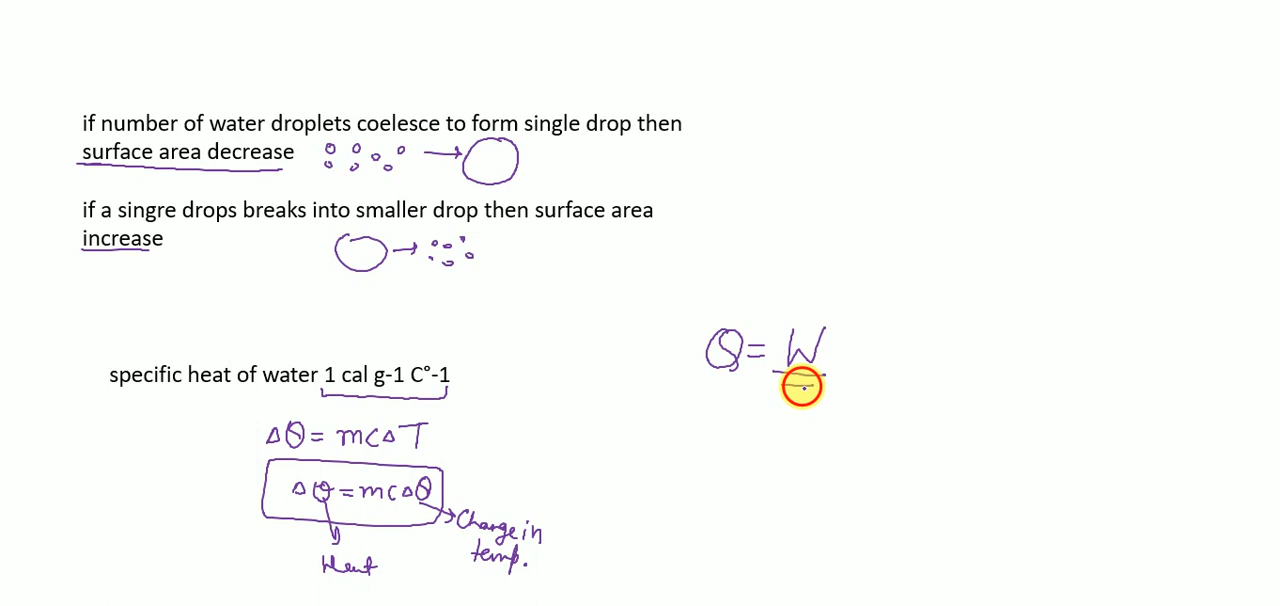 if number of water droplets coelesce to form single drop then
surface area decrease
if a singre drops breaks into smaller drop then surface area
increase
Q = W
specific heat of water 1 cal g-1 C°-1
ΔQ = mcΔT
ΔQ = mcΔθ
Change in
temp.
Heat